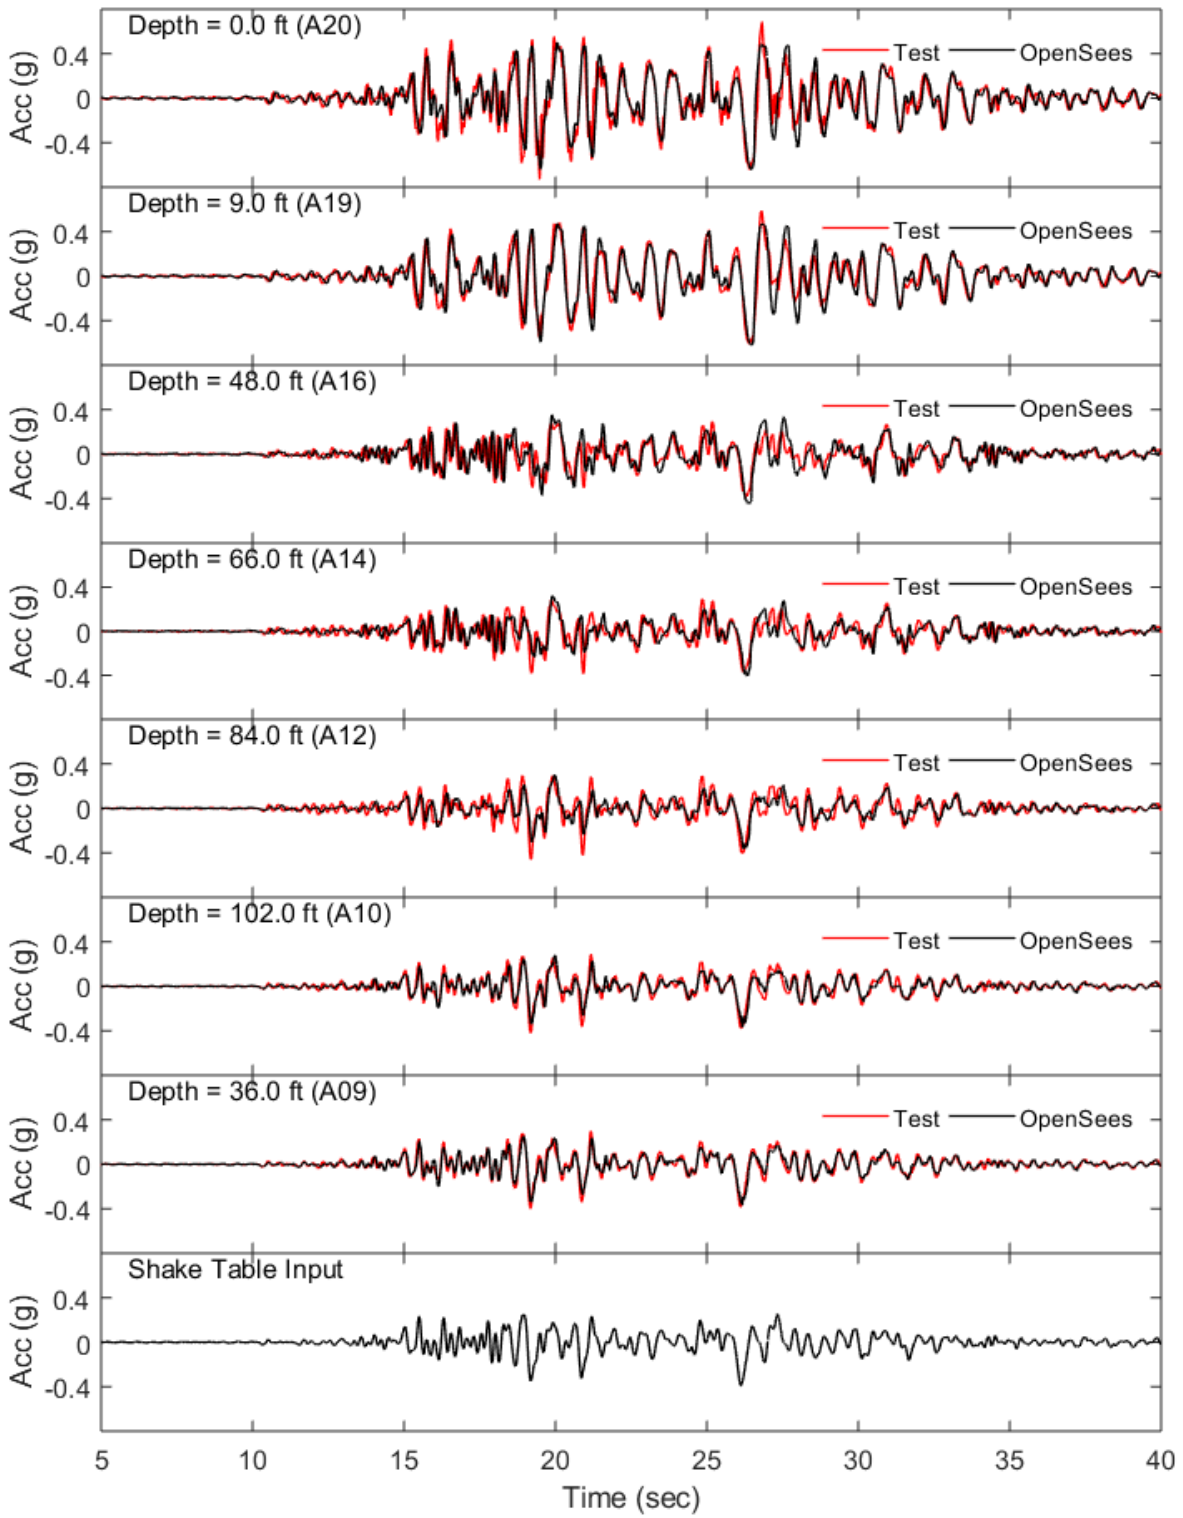 Depth = 0.0 ft (A20)
Test OpenSees
Acc (g)
0.4
0
-0.4
Depth = 9.0 ft (A19)
Test OpenSees
Acc (g)
0.4
0
-0.4
Depth = 48.0 ft (A16)
Test OpenSees
Acc (g)
0.4
0
-0.4
Depth = 66.0 ft (A14)
Test OpenSees
Acc (g)
0.4
0
-0.4
Depth = 84.0 ft (A12)
Test OpenSees
Acc (g)
0.4
0
-0.4
Depth = 102.0 ft (A10)
Test OpenSees
Acc (g)
0.4
0
-0.4
Depth = 36.0 ft (A09)
Test OpenSees
Acc (g)
0.4
0
-0.4
Shake Table Input
Acc (g)
0.4
0
-0.4
5 10 15 20 25 30 35 40
Time (sec)